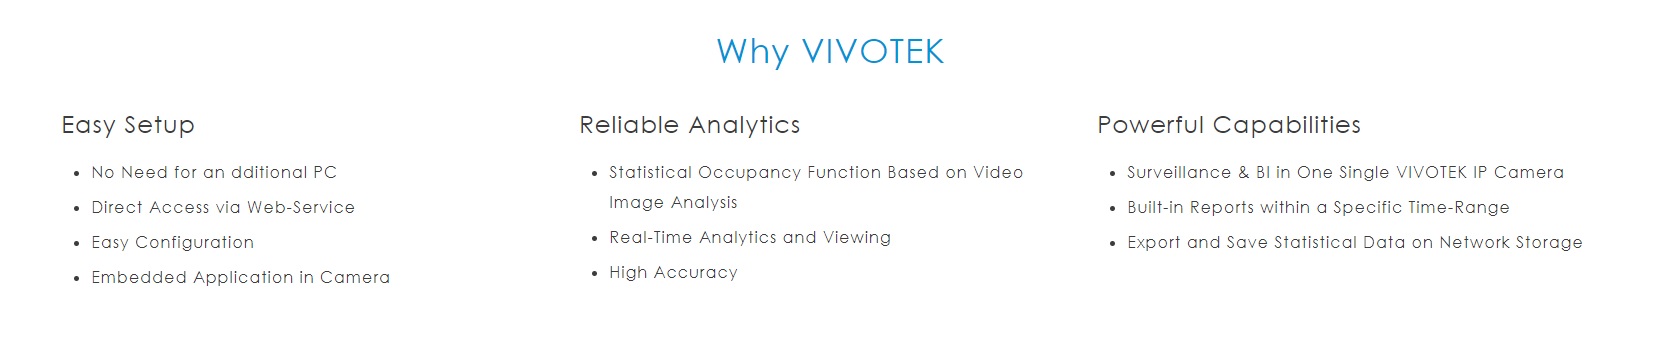 Why VIVOTEK
Easy Setup
No Need for an dditional PC
Direct Access via Web-Service
Easy Configuration
Embedded Application in Camera
Reliable Analytics
Statistical Occupancy Function Based on Video
Image Analysis
Real-Time Analytics and Viewing
High Accuracy
Powerful Capabilities
Surveillance & BI in One Single VIVOTEK IP Camera
Built-in Reports within a Specific Time-Range
Export and Save Statistical Data on Network Storage